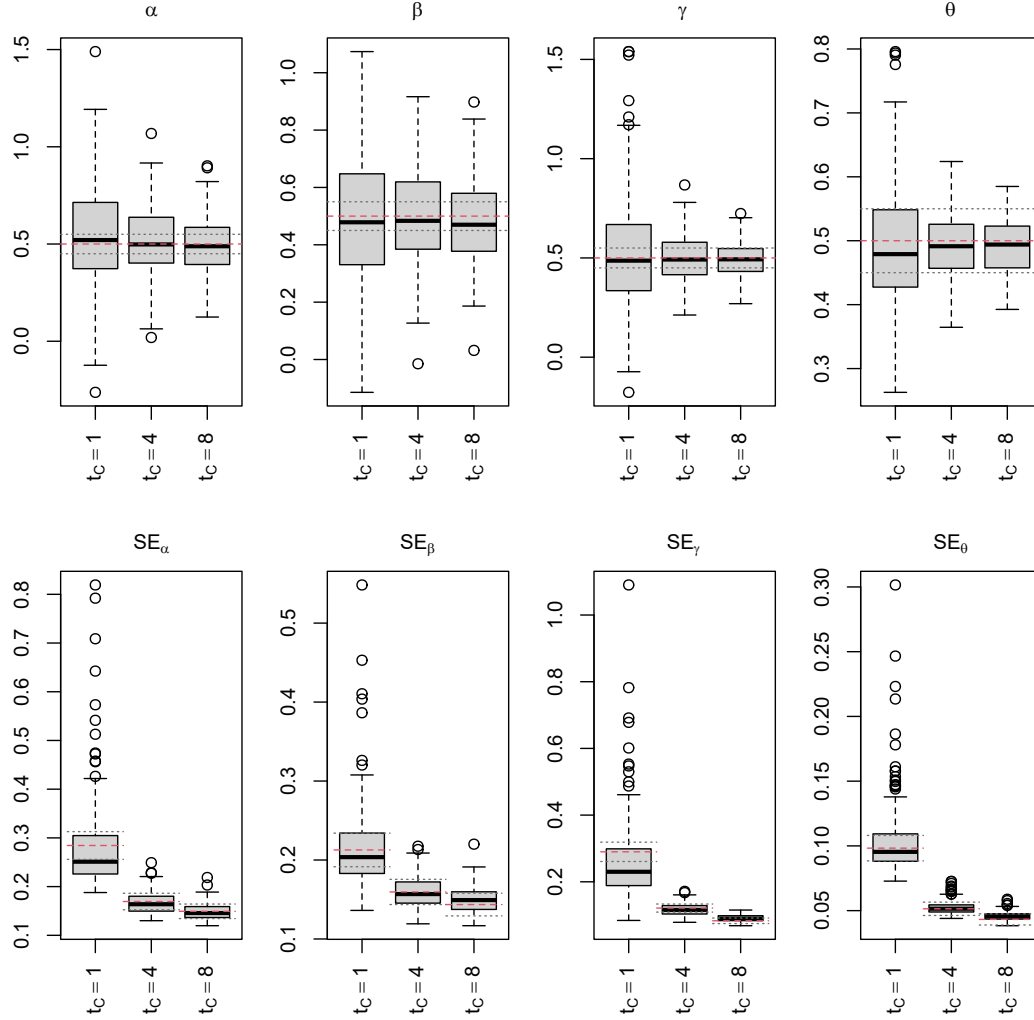 α
0.0 0.5 1.0 1.5
t_C = 1
t_C = 4
t_C = 8
β
0.0 0.2 0.4 0.6 0.8 1.0
t_C = 1
t_C = 4
t_C = 8
γ
0.0 0.5 1.0 1.5
t_C = 1
t_C = 4
t_C = 8
θ
0.3 0.4 0.5 0.6 0.7 0.8
t_C = 1
t_C = 4
t_C = 8
SE_α
0.1 0.2 0.3 0.4 0.5 0.6 0.7 0.8
t_C = 1
t_C = 4
t_C = 8
SE_β
0.1 0.2 0.3 0.4 0.5
t_C = 1
t_C = 4
t_C = 8
SE_γ
0.2 0.4 0.6 0.8 1.0
t_C = 1
t_C = 4
t_C = 8
SE_θ
0.05 0.10 0.15 0.20 0.25 0.30
t_C = 1
t_C = 4
t_C = 8